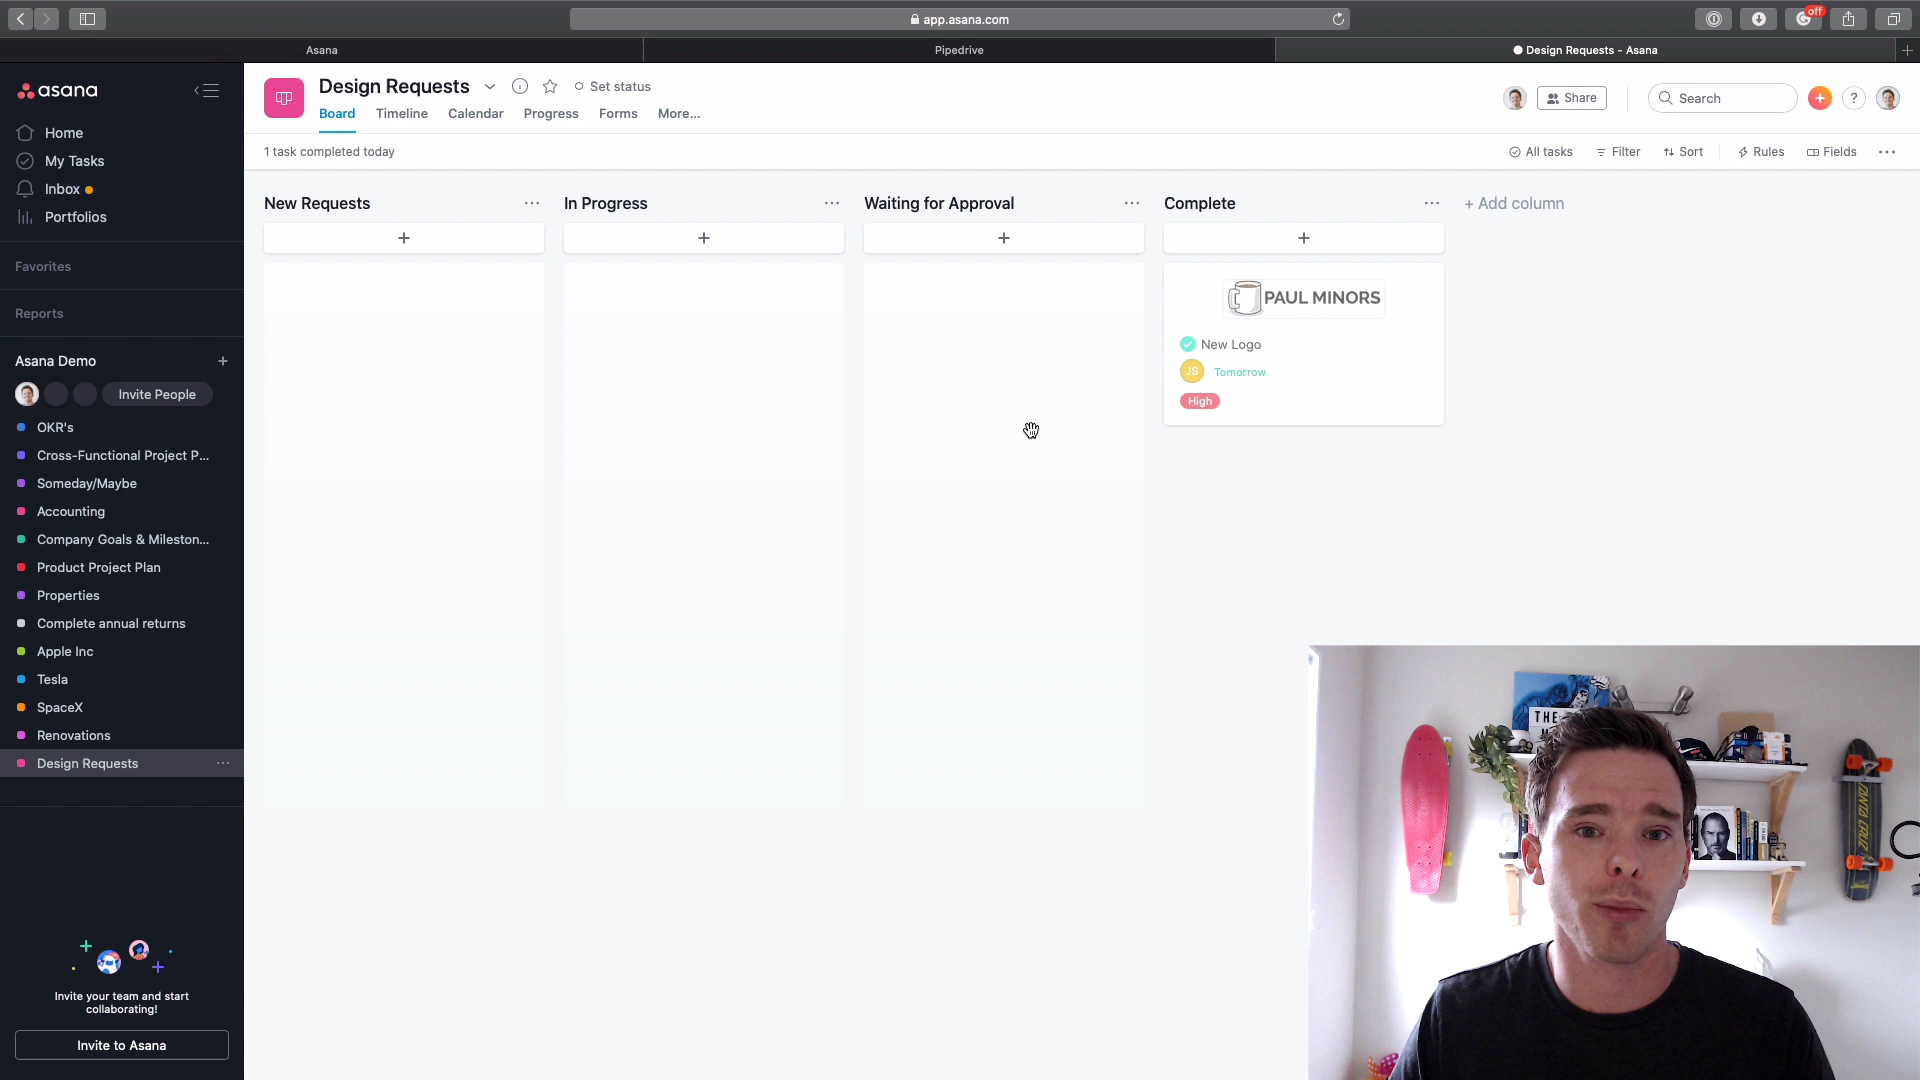 off
app.asana.com
Asana
Pipedrive
Design Requests - Asana
asana
Home
My Tasks
Inbox
Portfolios
Favorites
Reports
Asana Demo
Invite People
OKR's
Cross-Functional Project P...
Someday/Maybe
Accounting
Company Goals & Mileston...
Product Project Plan
Properties
Complete annual returns
Apple Inc
Tesla
SpaceX
Renovations
Design Requests
Invite your team and start
collaborating!
Invite to Asana
Design Requests
Set status
Share
Search
?
Board
Timeline
Calendar
Progress
Forms
More...
1 task completed today
All tasks
Filter
Sort
Rules
Fields
New Requests
In Progress
Waiting for Approval
Complete
+ Add column
PAUL MINORS
New Logo
JS
Tomorrow
High
THE
SANTA CRUZ